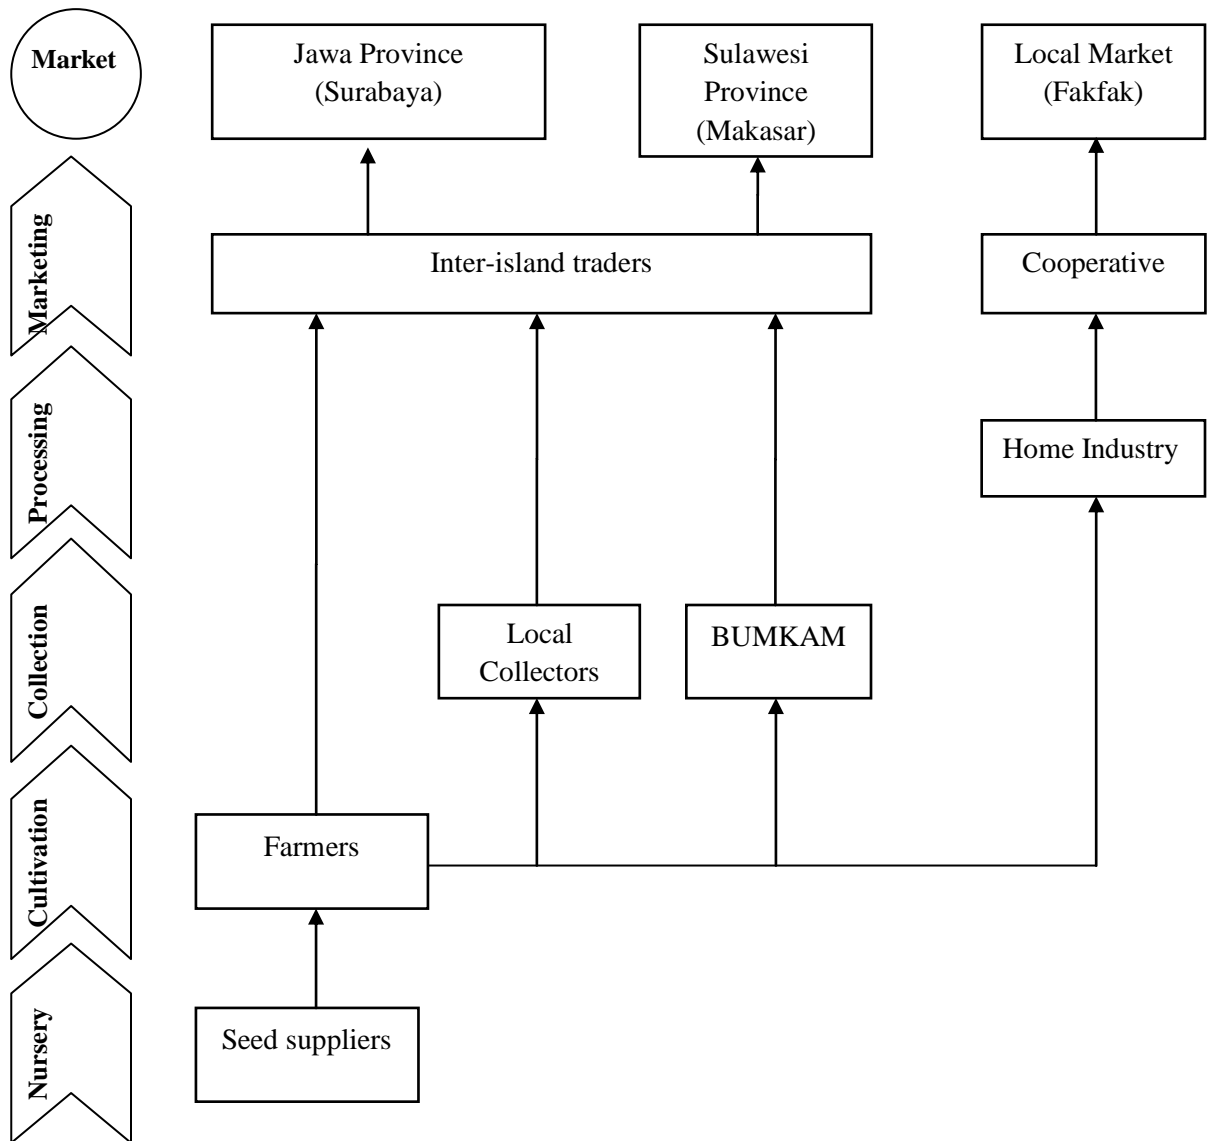 Market
Jawa Province
(Surabaya)
Sulawesi
Province
(Makasar)
Local Market
(Fakfak)
Marketing
Inter-island traders
Cooperative
Processing
Home Industry
Collection
Local
Collectors
BUMKAM
Cultivation
Farmers
Nursery
Seed suppliers